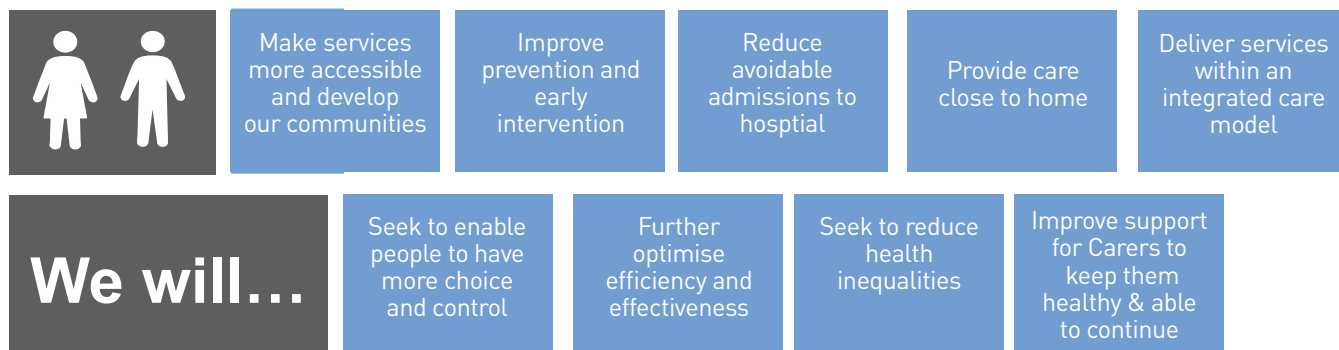 Make services
more accessible
and develop
our communities
Improve
prevention and
early
intervention
Reduce
avoidable
admissions to
hosptial
Provide care
close to home
Deliver services
within an
integrated care
model
We will...
Seek to enable
people to have
more choice
and control
Further
optimise
efficiency and
effectiveness
Seek to reduce
health
inequalities
Improve support
for Carers to
keep them
healthy & able
to continue